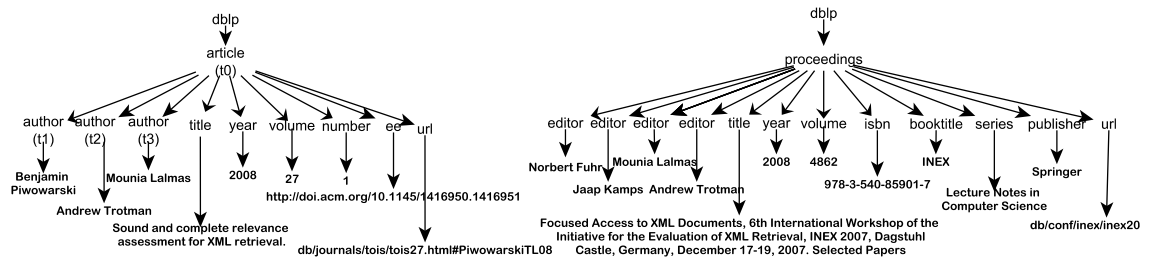 dblp
article
(t0)
author
(t1)
author
(t2)
author
(t3)
title
year
volume
number
ee
url
Benjamin
Piwowarski
Andrew Trotman
Mounia Lalmas
Sound and complete relevance
assessment for XML retrieval.
2008
27
1
http://doi.acm.org/10.1145/1416950.1416951
db/journals/tois/tois27.html#PiwowarskiTL08
dblp
proceedings
editor
editor
editor
editor
title
year
volume
isbn
booktitle
series
publisher
url
Norbert Fuhr
Jaap Kamps
Mounia Lalmas
Andrew Trotman
Focused Access to XML Documents, 6th International Workshop of the
Initiative for the Evaluation of XML Retrieval, INEX 2007, Dagstuhl
Castle, Germany, December 17-19, 2007. Selected Papers
2008
4862
978-3-540-85901-7
INEX
Lecture Notes in
Computer Science
Springer
db/conf/inex/inex20